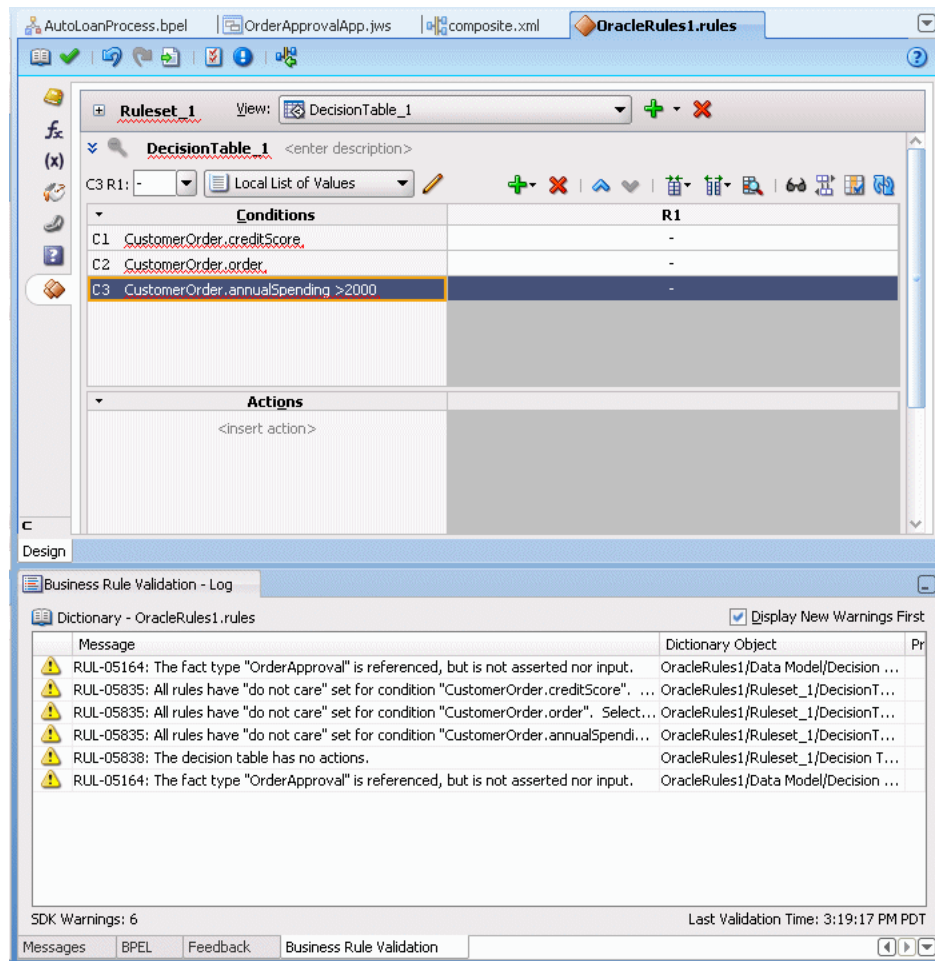 AutoLoanProcess.bpel OrderApprovalApp.jws composite.xml OracleRules1.rules
Ruleset_1 View: DecisionTable_1
fx
(x)
DecisionTable_1 <enter description>
C3 R1: - Local List of Values
Conditions R1
C1 CustomerOrder.creditScore -
C2 CustomerOrder.order -
C3 CustomerOrder.annualSpending >2000 -
Actions
<insert action>
C
Design
Business Rule Validation - Log
Dictionary - OracleRules1.rules Display New Warnings First
Message Dictionary Object Pr
RUL-05164: The fact type "OrderApproval" is referenced, but is not asserted nor input. OracleRules1/Data Model/Decision ...
RUL-05835: All rules have "do not care" set for condition "CustomerOrder.creditScore". ... OracleRules1/Ruleset_1/DecisionT...
RUL-05835: All rules have "do not care" set for condition "CustomerOrder.order". Select... OracleRules1/Ruleset_1/DecisionT...
RUL-05835: All rules have "do not care" set for condition "CustomerOrder.annualSpendi... OracleRules1/Ruleset_1/DecisionT...
RUL-05838: The decision table has no actions. OracleRules1/Ruleset_1/Decision T...
RUL-05164: The fact type "OrderApproval" is referenced, but is not asserted nor input. OracleRules1/Data Model/Decision ...
SDK Warnings: 6 Last Validation Time: 3:19:17 PM PDT
Messages BPEL Feedback Business Rule Validation